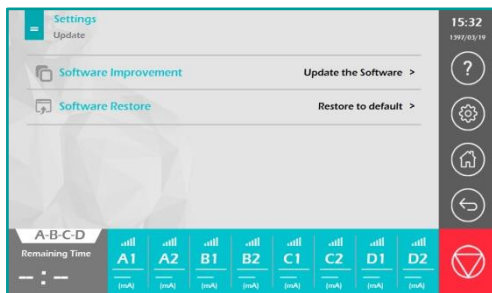 Settings
Update
15:32
1397/03/19
Software Improvement
Update the Software >
?
Software Restore
Restore to default >
A-B-C-D
Remaining Time
– : –
A1 A2 B1 B2 C1 C2 D1 D2
(mA) (mA) (mA) (mA) (mA) (mA) (mA) (mA)